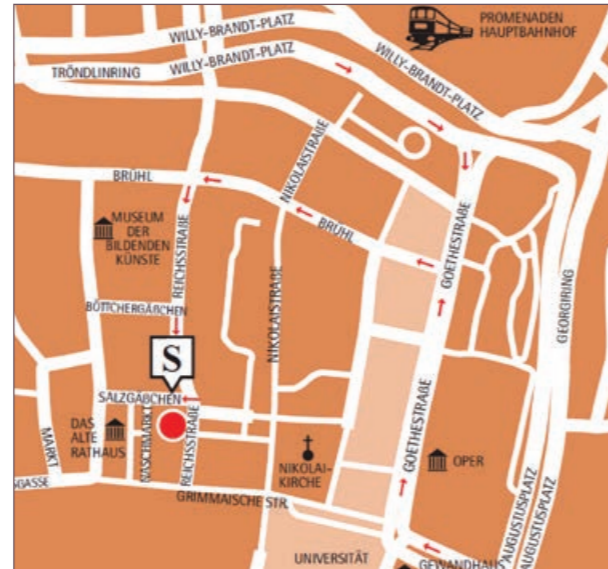 PROMENADEN
HAUPTBAHNHOF
WILLY-BRANDT-PLATZ
WILLY-BRANDT-PLATZ
WILLY-BRANDT-PLATZ
TRÖNDLINRING
NIKOLAISTRAßE
BRÜHL
BRÜHL
MUSEUM
DER
BILDENDEN
KÜNSTE
REICHSSTRAßE
GOETHESTRAßE
GEORGIRING
BÖTTCHERGÄßCHEN
NIKOLAISTRAßE
S
SALZGÄßCHEN
DAS
ALTE
RATHAUS
MARKT
NASCHMARKT
REICHSSTRAßE
NIKOLAI-
KIRCHE
GOETHESTRAßE
OPER
SGASSE
GRIMMAISCHE STR.
AUGUSTUSPLATZ
AUGUSTUSPLATZ
UNIVERSITÄT
GEWANDHAUS